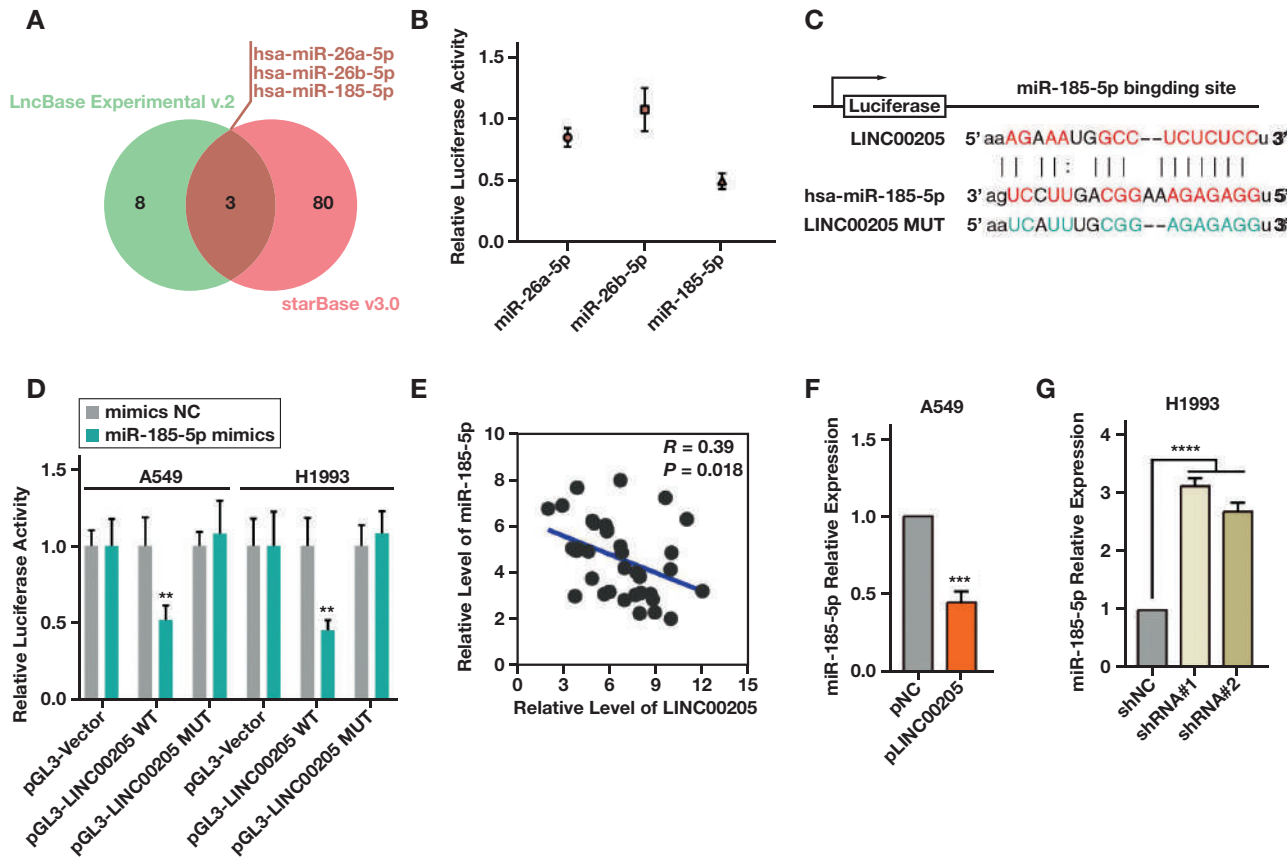 A
hsa-miR-26a-5p
hsa-miR-26b-5p
hsa-miR-185-5p
LncBase Experimental v.2
8
3
80
starBase v3.0
B
Relative Luciferase Activity
1.5
1.0
0.5
0.0
miR-26a-5p
miR-26b-5p
miR-185-5p
C
miR-185-5p bingding site
Luciferase
LINC00205 5’ aaAGAAAUGGCC--UCUCUCCu 3’
hsa-miR-185-5p 3’ agUCCUUGACGGAAAGAGAGGu 5’
LINC00205 MUT 5’ aaUCAUUUGCGG--AGAGAGGu 3’
D
mimics NC
miR-185-5p mimics
Relative Luciferase Activity
1.5
1.0
0.5
0.0
A549
H1993
**
**
pGL3-Vector
pGL3-LINC00205 WT
pGL3-LINC00205 MUT
pGL3-Vector
pGL3-LINC00205 WT
pGL3-LINC00205 MUT
E
Relative Level of miR-185-5p
10
8
6
4
2
0
R = 0.39
P = 0.018
0 3 6 9 12 15
Relative Level of LINC00205
F
A549
miR-185-5p Relative Expression
1.5
1.0
0.5
0.0
***
pNC
pLINC00205
G
H1993
miR-185-5p Relative Expression
4
3
2
1
0
****
shNC
shRNA#1
shRNA#2